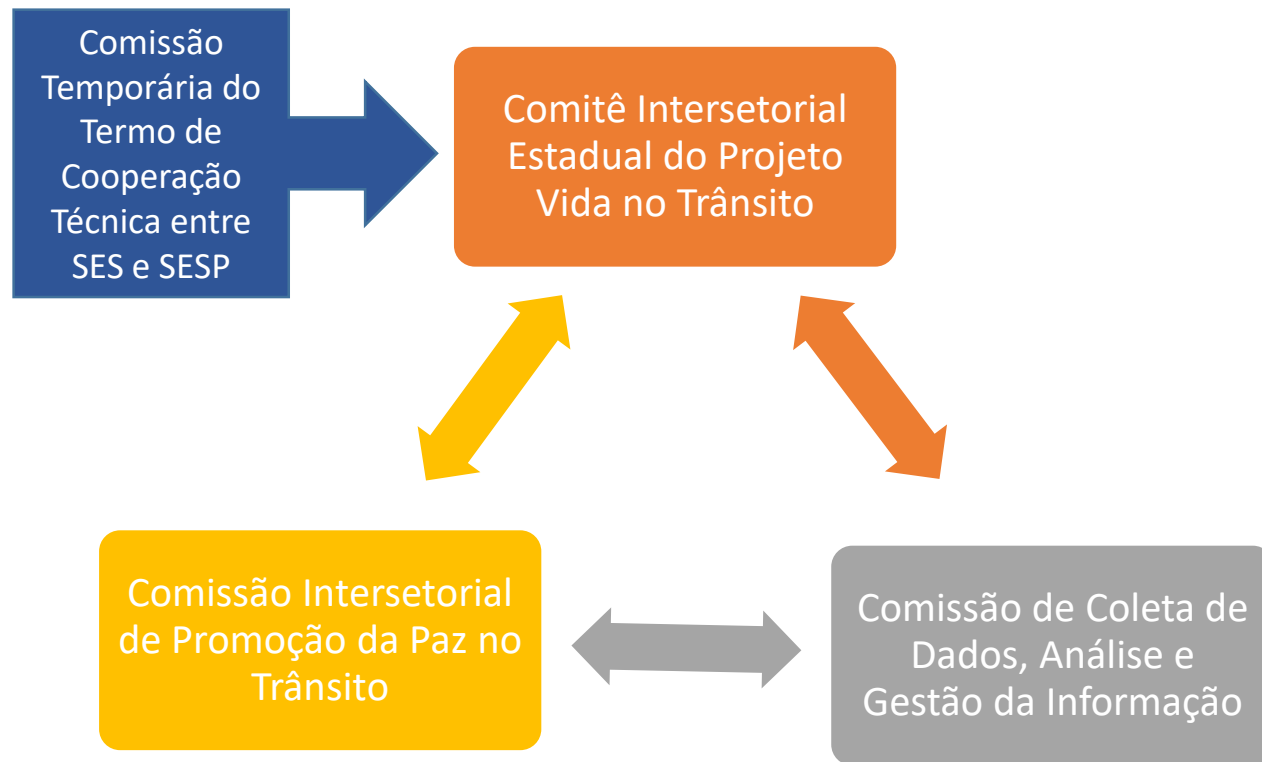 Comissão
Temporária do
Termo de
Cooperação
Técnica entre
SES e SESP
Comitê Intersetorial
Estadual do Projeto
Vida no Trânsito
Comissão Intersetorial
de Promoção da Paz no
Trânsito
Comissão de Coleta de
Dados, Análise e
Gestão da Informação